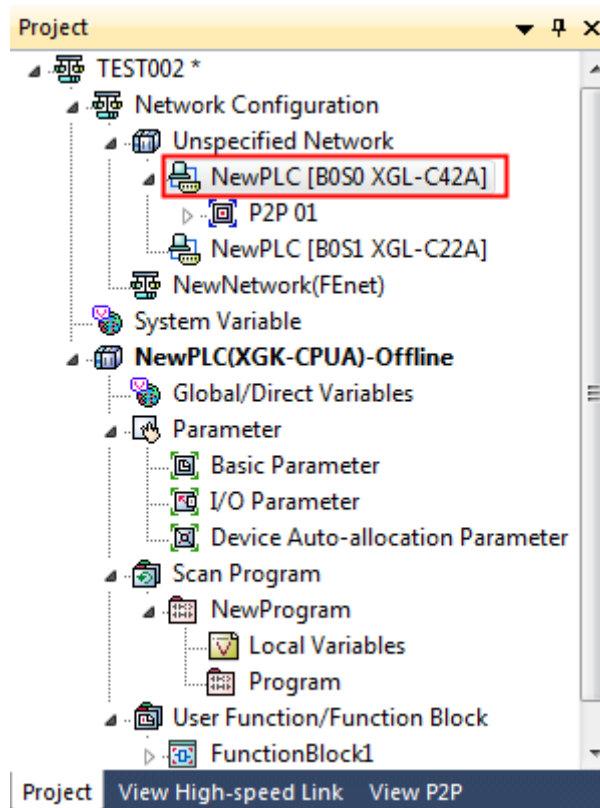 Project
TEST002 *
Network Configuration
Unspecified Network
NewPLC [B0S0 XGL-C42A]
P2P 01
NewPLC [B0S1 XGL-C22A]
NewNetwork(FEnet)
System Variable
NewPLC(XGK-CPUA)-Offline
Global/Direct Variables
Parameter
Basic Parameter
I/O Parameter
Device Auto-allocation Parameter
Scan Program
NewProgram
Local Variables
Program
User Function/Function Block
FunctionBlock1
Project View High-speed Link View P2P